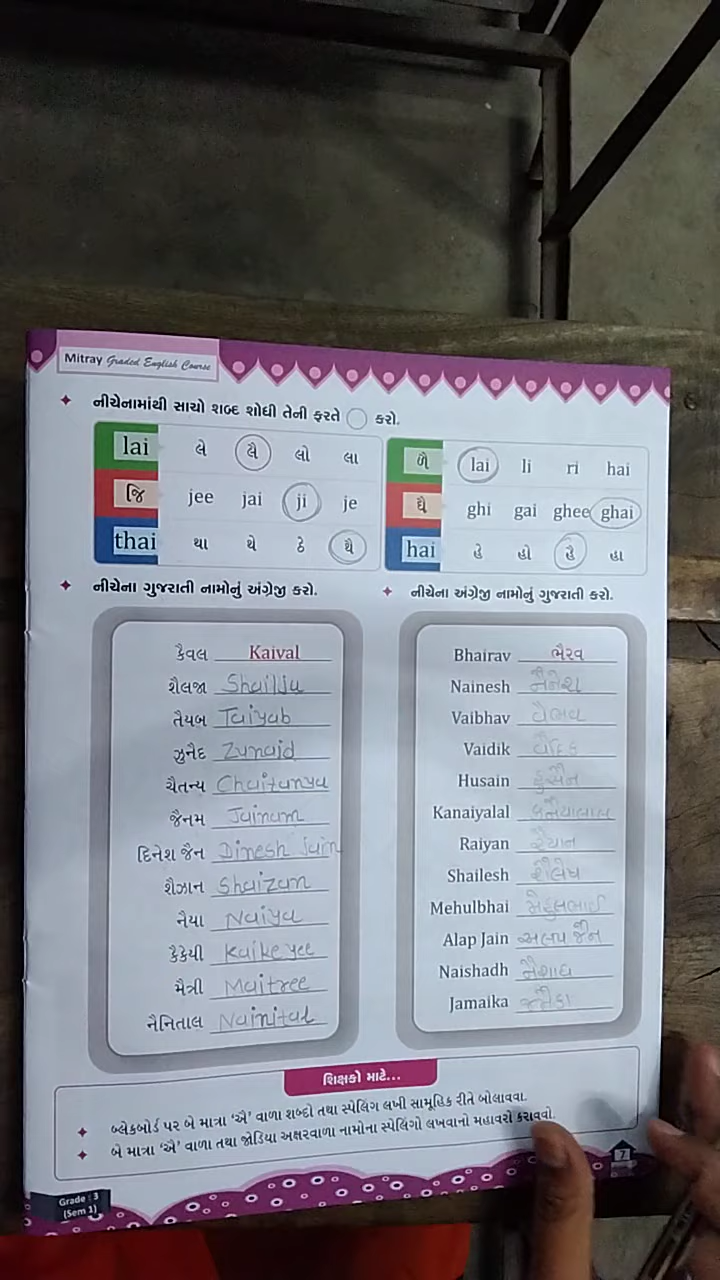 Mitray Graded English Course
નીચેનામાંથી સાચો શબ્દ શોધી તેની ફરતે ◯ કરો.
lai લે લૈ લો લા
જિ jee jai ji je
thai થા થે ઠે થૈ
ળૈ lai li ri hai
ઘૈ ghi gai ghee ghai
hai હે હો હૈ હા
નીચેના ગુજરાતી નામોનું અંગ્રેજી કરો.
કૈવલ Kaival
શૈલજા Shailja
તૈયબ Taiyab
ઝુનૈદ Zunaid
ચૈતન્ય Chaitanya
જૈનમ Jainam
દિનેશ જૈન Dinesh Jain
શૈઝાન Shaizan
નૈયા Naiya
કૈકેયી Kaikeyee
મૈત્રી Maitree
નૈનિતાલ Nainital
નીચેના અંગ્રેજી નામોનું ગુજરાતી કરો.
Bhairav ભૈરવ
Nainesh નૈનેશ
Vaibhav વૈભવ
Vaidik વૈદિક
Husain હુસૈન
Kanaiyalal કનૈયાલાલ
Raiyan રૈયાન
Shailesh
Mehulbhai મેહુલભાઈ
Alap Jain અલપ જૈન
Naishadh નૈશાધ
Jamaika જમૈકા
શિક્ષકો માટે...
બ્લેકબોર્ડ પર બે માત્રા ‘ઐ’ વાળા શબ્દો તથા સ્પેલિંગ લખી સામૂહિક રીતે બોલાવવા.
બે માત્રા ‘ઐ’ વાળા તથા જોડિયા અક્ષરવાળા નામોના સ્પેલિંગો લખવાનો મહાવરો કરાવવો.
Grade : 3
(Sem 1)
7